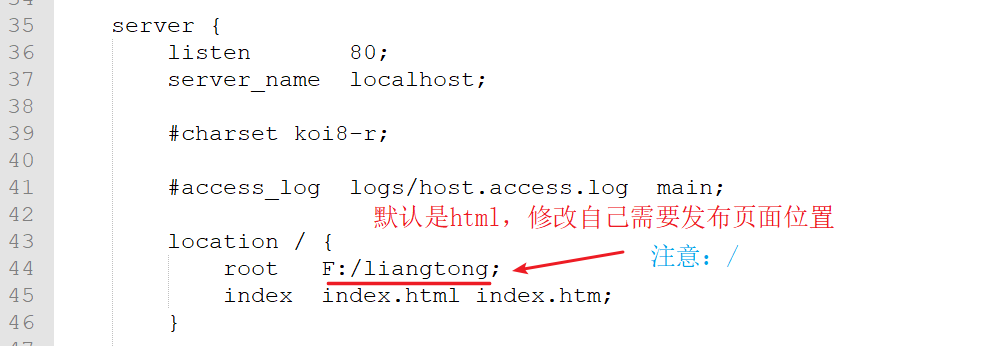 35 server {
36 listen 80;
37 server_name localhost;
38
39 #charset koi8-r;
40
41 #access_log logs/host.access.log main;
42 默认是html，修改自己需要发布页面位置
43 location / {
注意：/
44 root F:/liangtong;
45 index index.html index.htm;
46 }